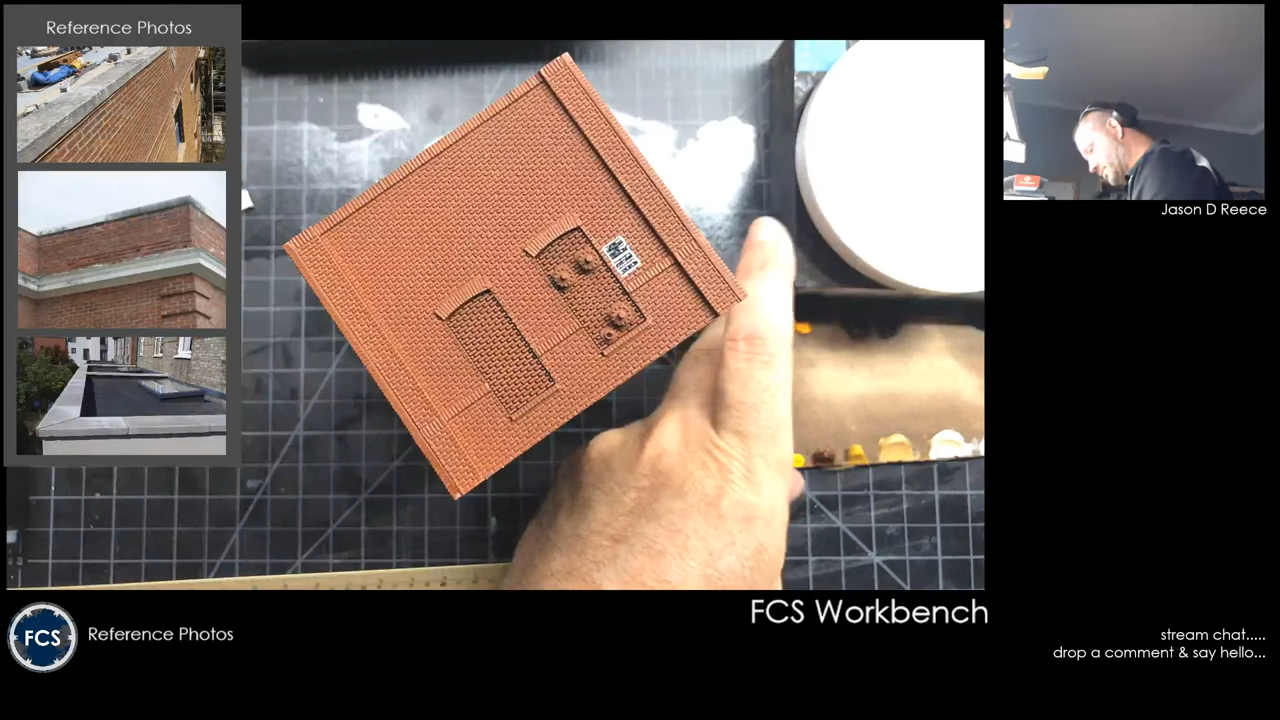 Reference Photos
Jason D Reece
FCS Workbench
FCS
Reference Photos
stream chat.....
drop a comment & say hello...